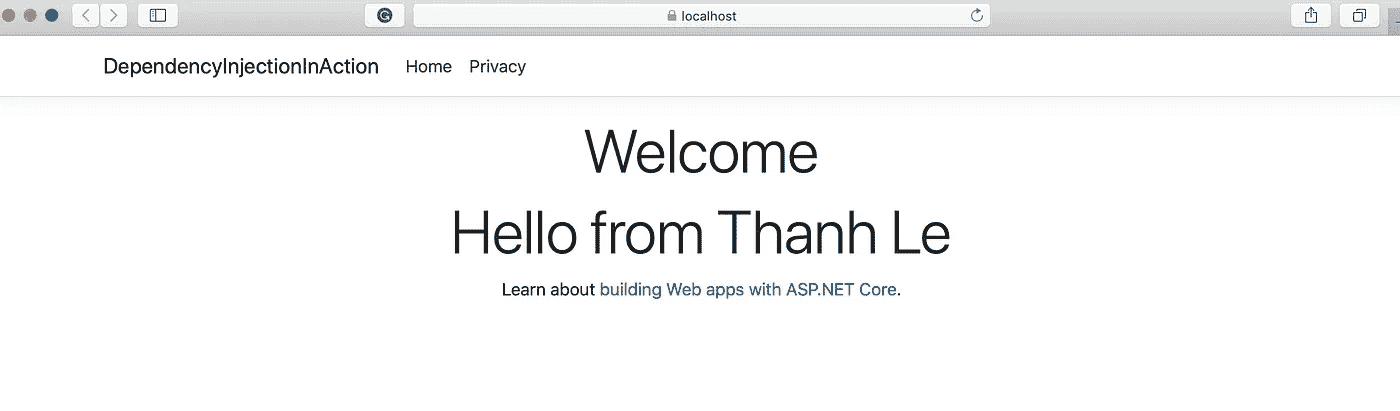 localhost
DependencyInjectionInAction Home Privacy
Welcome
Hello from Thanh Le
Learn about building Web apps with ASP.NET Core.